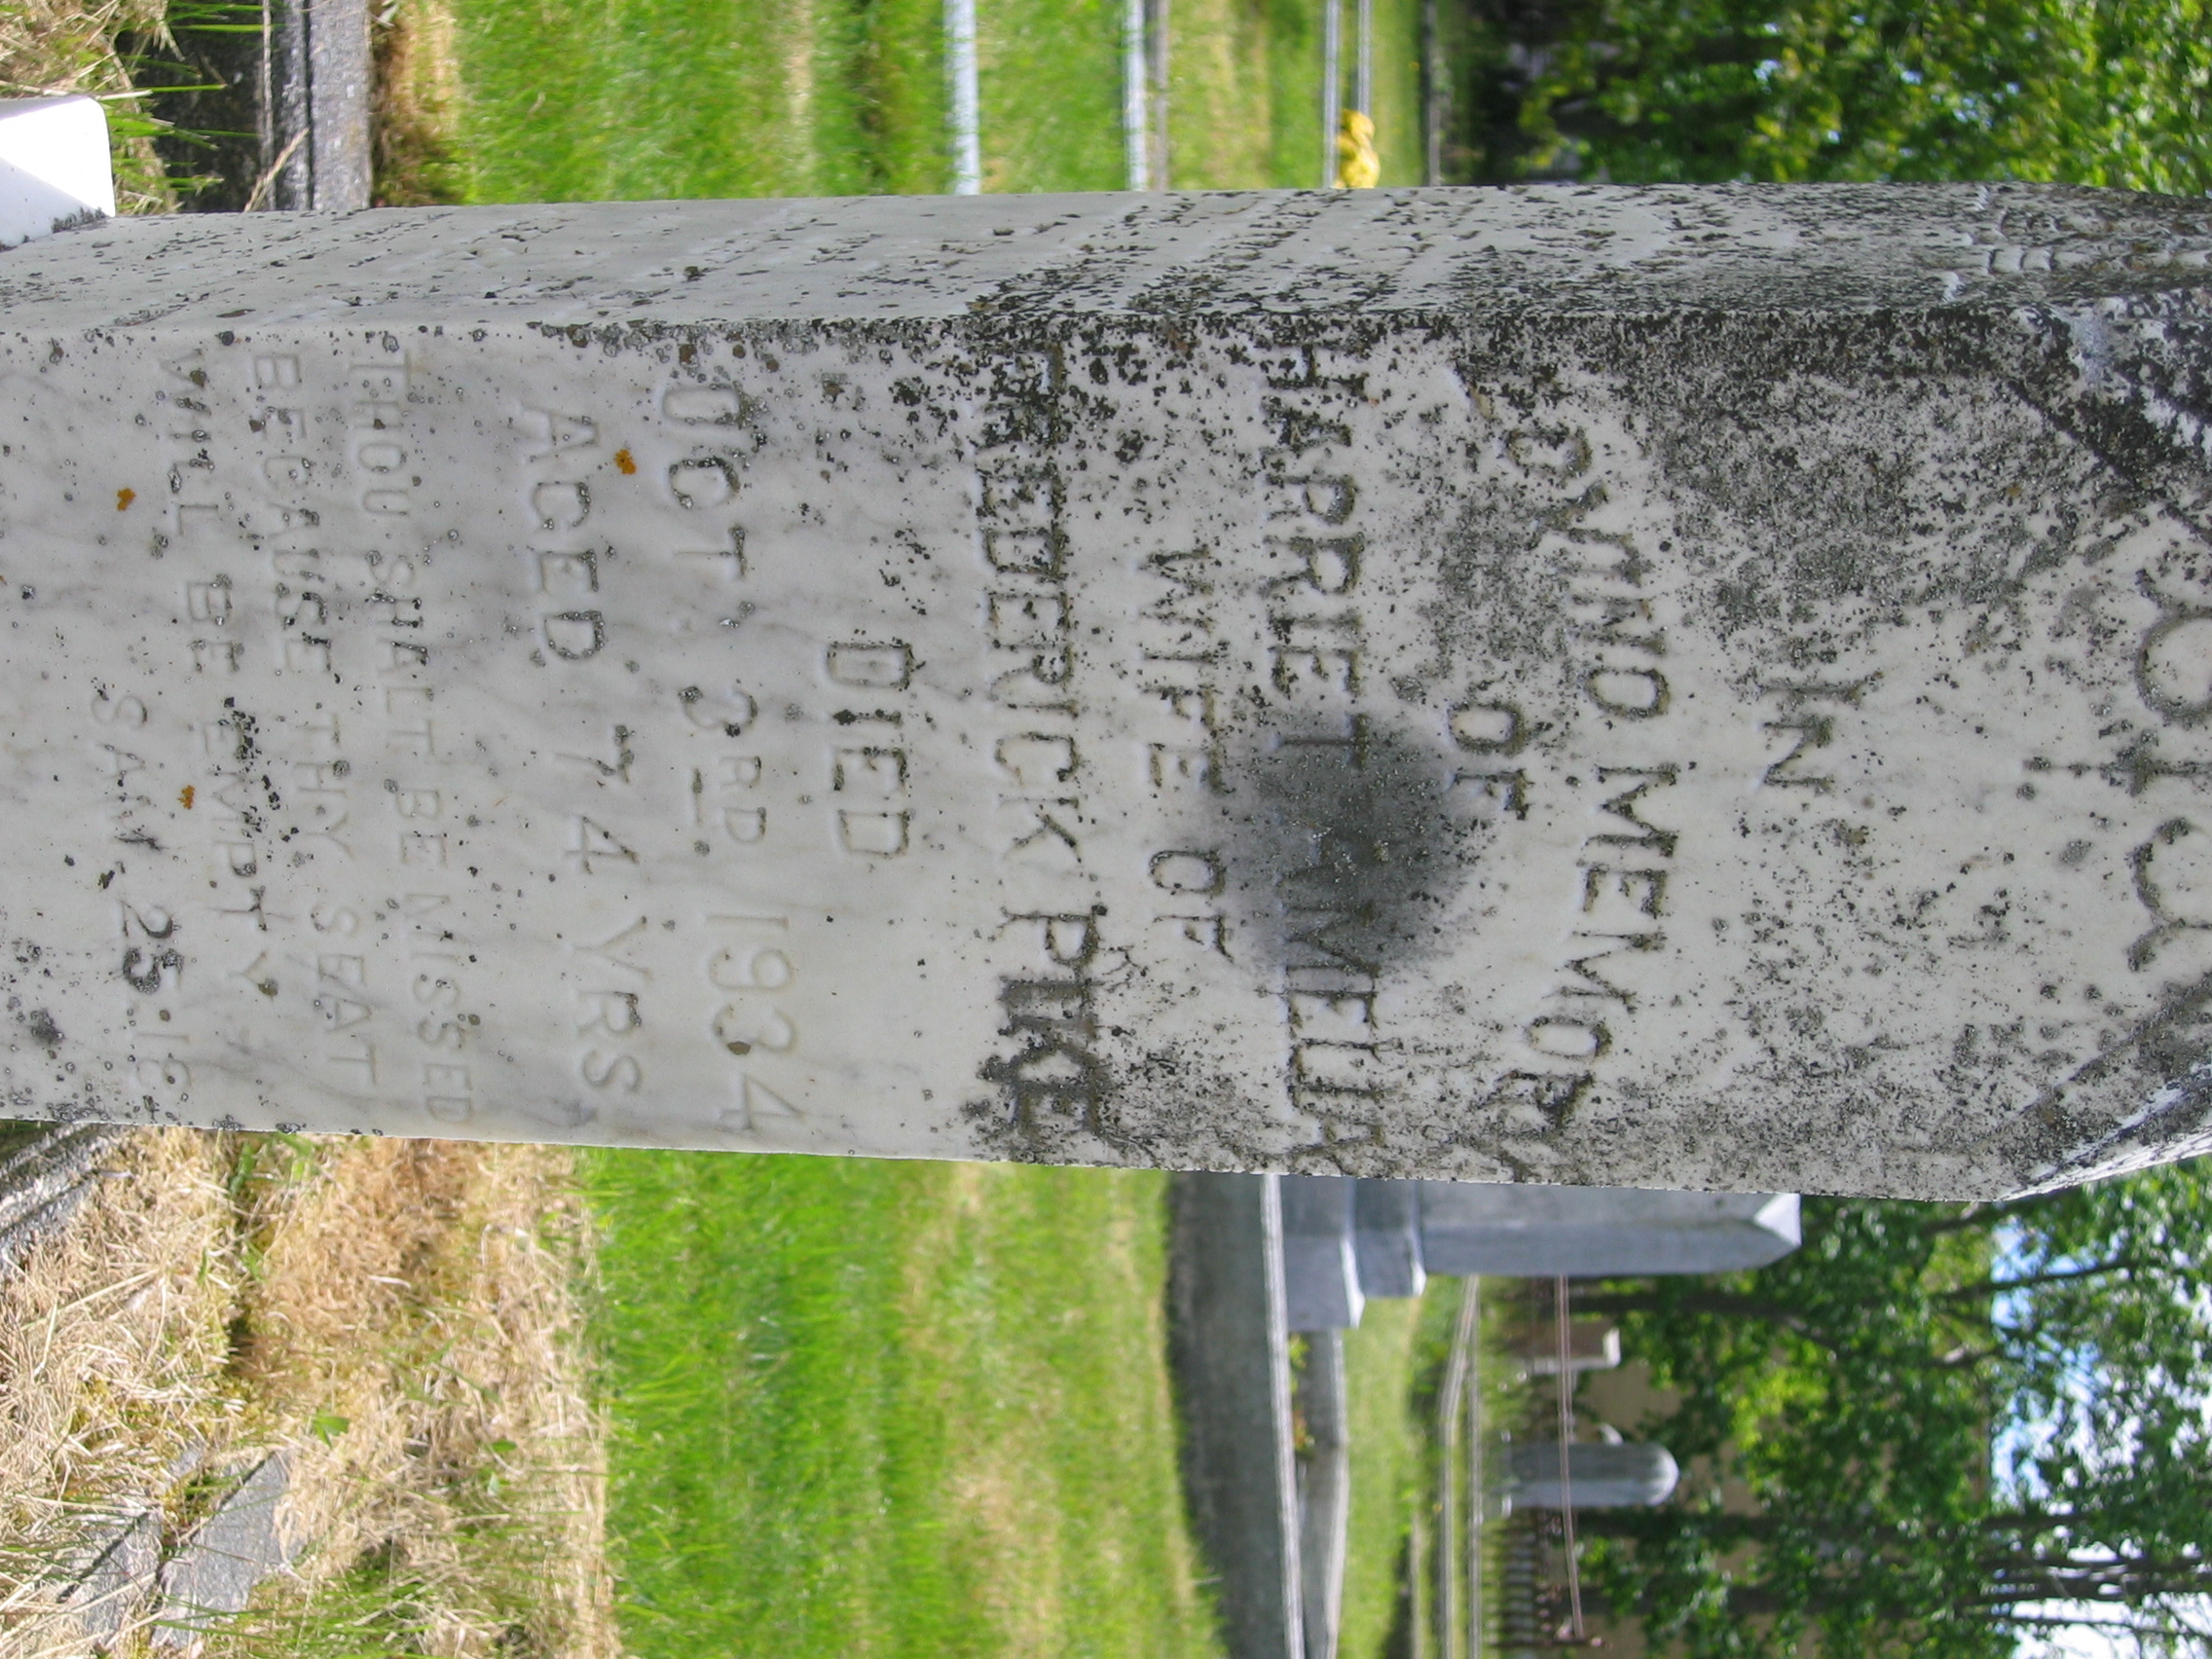 IN
LOVING MEMORY
OF
HARRIET AMELIA
WIFE OF
FREDERICK PIKE
DIED
OCT. 3RD 1934
AGED 74 YRS
THOU SHALT BE MISSED
BECAUSE THY SEAT
WILL BE EMPTY
SAM. 25.18